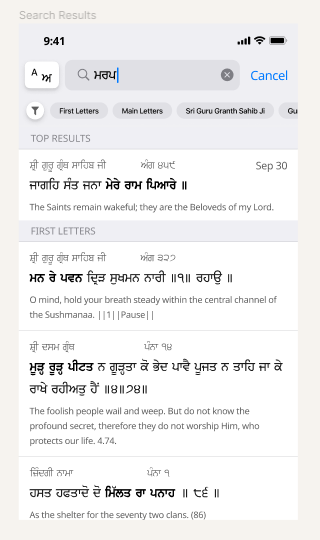 Search Results
9:41
A ਅ ਮਰਪ Cancel
First Letters Main Letters Sri Guru Granth Sahib Ji Gu
TOP RESULTS
ਸ਼੍ਰੀ ਗੁਰੂ ਗ੍ਰੰਥ ਸਾਹਿਬ ਜੀ ਅੰਗ ੪੫੯ Sep 30
ਜਾਗਹਿ ਸੰਤ ਜਨਾ ਮੇਰੇ ਰਾਮ ਪਿਆਰੇ ॥
The Saints remain wakeful; they are the Beloveds of my Lord.
FIRST LETTERS
ਸ਼੍ਰੀ ਗੁਰੂ ਗ੍ਰੰਥ ਸਾਹਿਬ ਜੀ ਅੰਗ ੩੨੭
ਮਨ ਰੇ ਪਵਨ ਦ੍ਰਿੜ ਸੁਖਮਨ ਨਾਰੀ ॥੧॥ ਰਹਾਉ ॥
O mind, hold your breath steady within the central channel of
the Sushmanaa. ||1||Pause||
ਸ਼੍ਰੀ ਦਸਮ ਗ੍ਰੰਥ ਪੰਨਾ ੧੪
ਮੂੜ੍ਹ ਰੂੜ੍ਹ ਪੀਟਤ ਨ ਗੂੜ੍ਹਤਾ ਕੋ ਭੇਦ ਪਾਵੈ ਪੂਜਤ ਨ ਤਾਹਿ ਜਾ ਕੇ
ਰਾਖੇ ਰਹੀਅਤੁ ਹੈਂ ॥੪॥੭੪॥
The foolish people wail and weep. But do not know the
profound secret, therefore they do not worship Him, who
protects our life. 4.74.
ਜ਼ਿੰਦਗੀ ਨਾਮਾ ਪੰਨਾ ੧
ਹਸਤ ਹਫਤਾਦੋ ਦੋ ਮਿੱਲਤ ਰਾ ਪਨਾਹ ॥ ੮੬ ॥
As the shelter for the seventy two clans. (86)